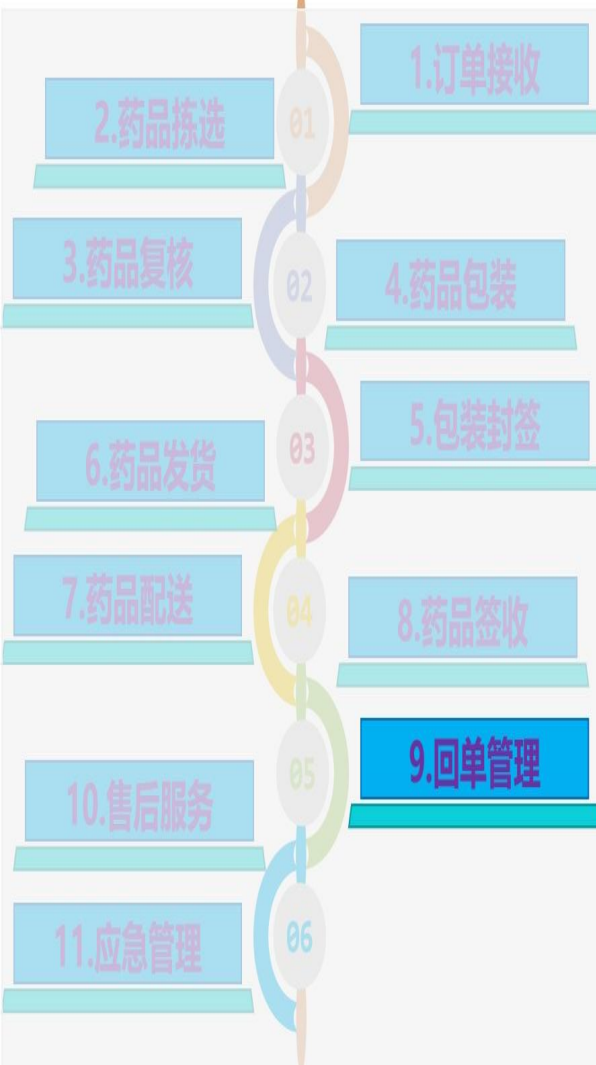 1.订单接收
2.药品拣选
01
3.药品复核
02
4.药品包装
5.包装封签
6.药品发货
03
7.药品配送
04
8.药品签收
9.回单管理
05
10.售后服务
11.应急管理
06